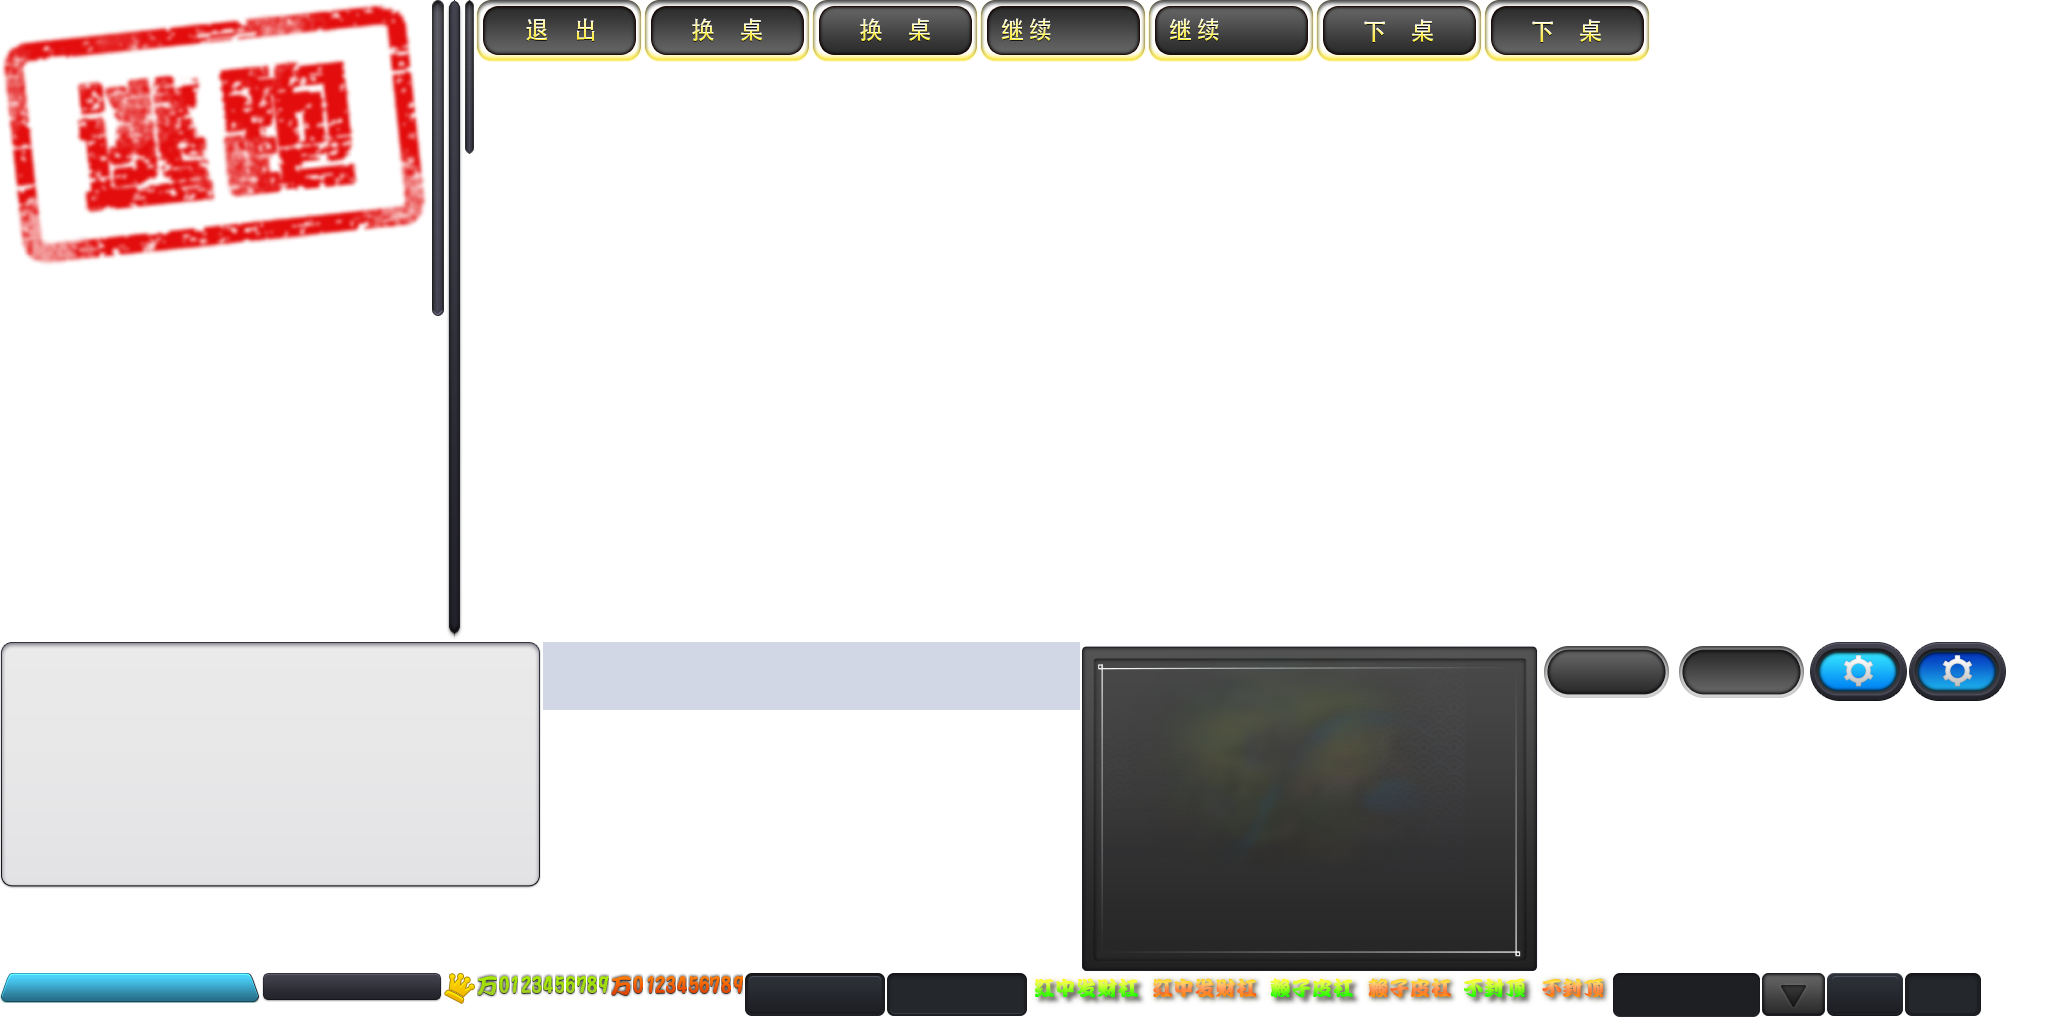 逃跑
退 出
换 桌
换 桌
继续
继续
下 桌
下 桌
万0123456789
万0123456789
红中发财杠
红中发财杠
赖子皮杠
赖子皮杠
不封顶
不封顶